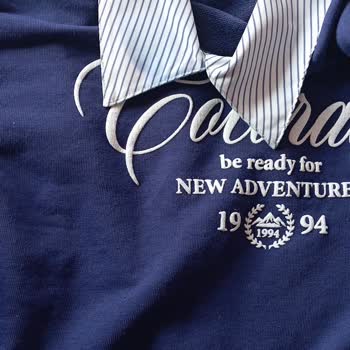 be ready for
NEW ADVENTURE
19 94
1994